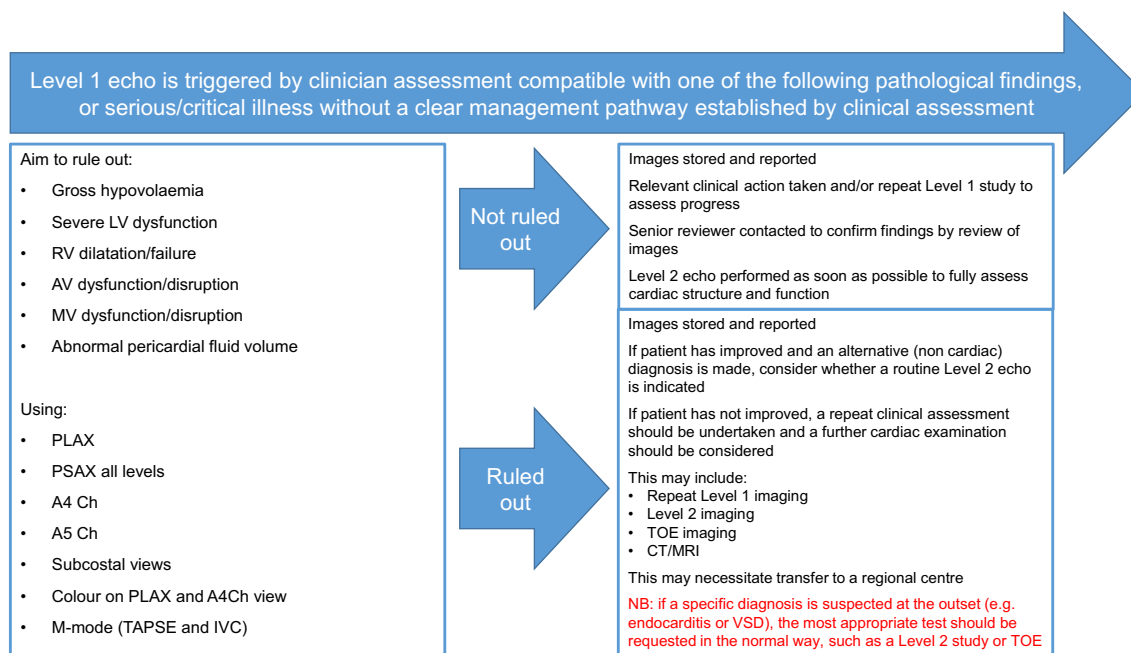 Level 1 echo is triggered by clinician assessment compatible with one of the following pathological findings,
or serious/critical illness without a clear management pathway established by clinical assessment
Aim to rule out:
• Gross hypovolaemia
• Severe LV dysfunction
• RV dilatation/failure
• AV dysfunction/disruption
• MV dysfunction/disruption
• Abnormal pericardial fluid volume
Using:
• PLAX
• PSAX all levels
• A4 Ch
• A5 Ch
• Subcostal views
• Colour on PLAX and A4Ch view
• M-mode (TAPSE and IVC)
Not ruled
out
Images stored and reported
Relevant clinical action taken and/or repeat Level 1 study to
assess progress
Senior reviewer contacted to confirm findings by review of
images
Level 2 echo performed as soon as possible to fully assess
cardiac structure and function
Ruled
out
Images stored and reported
If patient has improved and an alternative (non cardiac)
diagnosis is made, consider whether a routine Level 2 echo
is indicated
If patient has not improved, a repeat clinical assessment
should be undertaken and a further cardiac examination
should be considered
This may include:
• Repeat Level 1 imaging
• Level 2 imaging
• TOE imaging
• CT/MRI
This may necessitate transfer to a regional centre
NB: if a specific diagnosis is suspected at the outset (e.g.
endocarditis or VSD), the most appropriate test should be
requested in the normal way, such as a Level 2 study or TOE